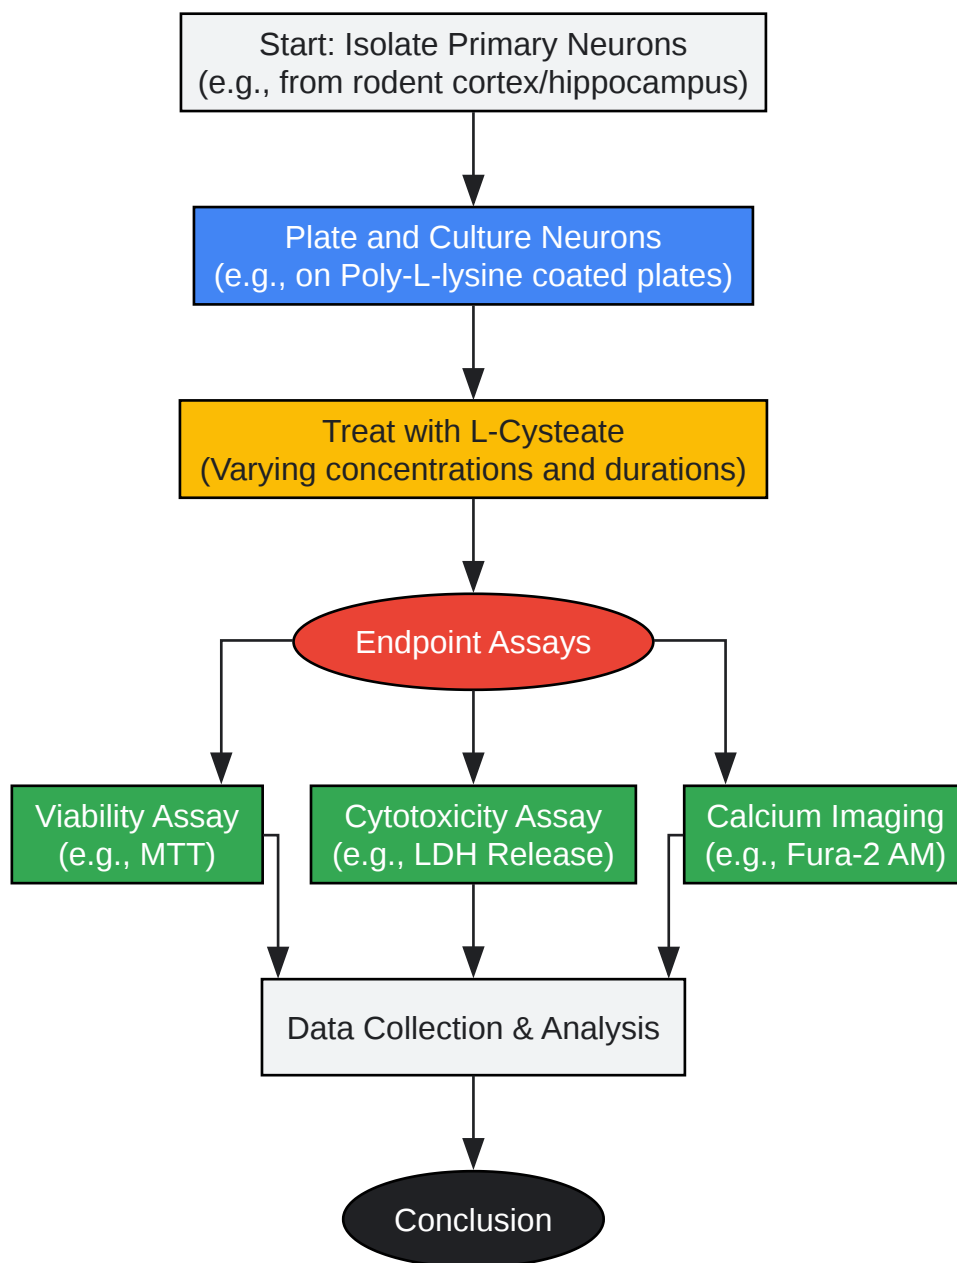 Start: Isolate Primary Neurons
(e.g., from rodent cortex/hippocampus)
Plate and Culture Neurons
(e.g., on Poly-L-lysine coated plates)
Treat with L-Cysteate
(Varying concentrations and durations)
Endpoint Assays
Viability Assay
(e.g., MTT)
Cytotoxicity Assay
(e.g., LDH Release)
Calcium Imaging
(e.g., Fura-2 AM)
Data Collection & Analysis
Conclusion